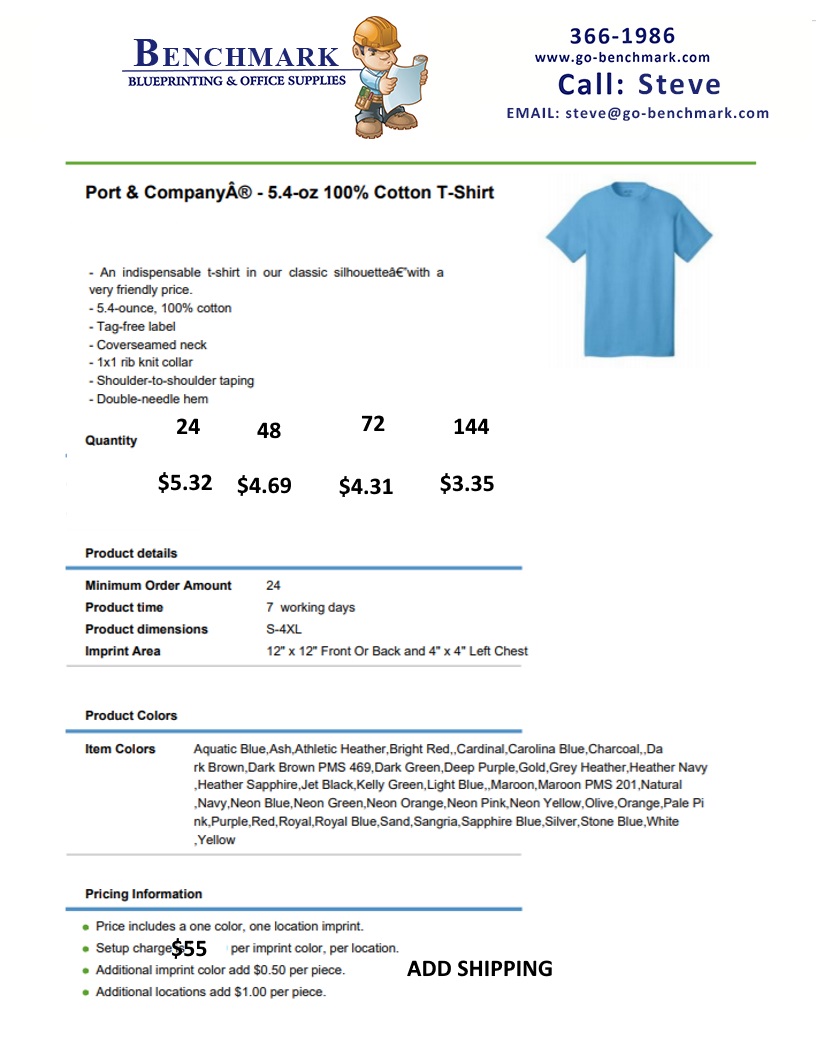 BENCHMARK
BLUEPRINTING & OFFICE SUPPLIES
366-1986
www.go-benchmark.com
Call: Steve
EMAIL: steve@go-benchmark.com
Port & CompanyÂ® - 5.4-oz 100% Cotton T-Shirt
- An indispensable t-shirt in our classic silhouetteâ€”with a
very friendly price.
- 5.4-ounce, 100% cotton
- Tag-free label
- Coverseamed neck
- 1x1 rib knit collar
- Shoulder-to-shoulder taping
- Double-needle hem
Quantity 24 48 72 144
$5.32 $4.69 $4.31 $3.35
Product details
Minimum Order Amount 24
Product time 7 working days
Product dimensions S-4XL
Imprint Area 12" x 12" Front Or Back and 4" x 4" Left Chest
Product Colors
Item Colors Aquatic Blue,Ash,Athletic Heather,Bright Red,,Cardinal,Carolina Blue,Charcoal,,Da
rk Brown,Dark Brown PMS 469,Dark Green,Deep Purple,Gold,Grey Heather,Heather Navy
,Heather Sapphire,Jet Black,Kelly Green,Light Blue,,Maroon,Maroon PMS 201,Natural
,Navy,Neon Blue,Neon Green,Neon Orange,Neon Pink,Neon Yellow,Olive,Orange,Pale Pi
nk,Purple,Red,Royal,Royal Blue,Sand,Sangria,Sapphire Blue,Silver,Stone Blue,White
,Yellow
Pricing Information
Price includes a one color, one location imprint.
Setup charge $55 per imprint color, per location.
Additional imprint color add $0.50 per piece.
ADD SHIPPING
Additional locations add $1.00 per piece.